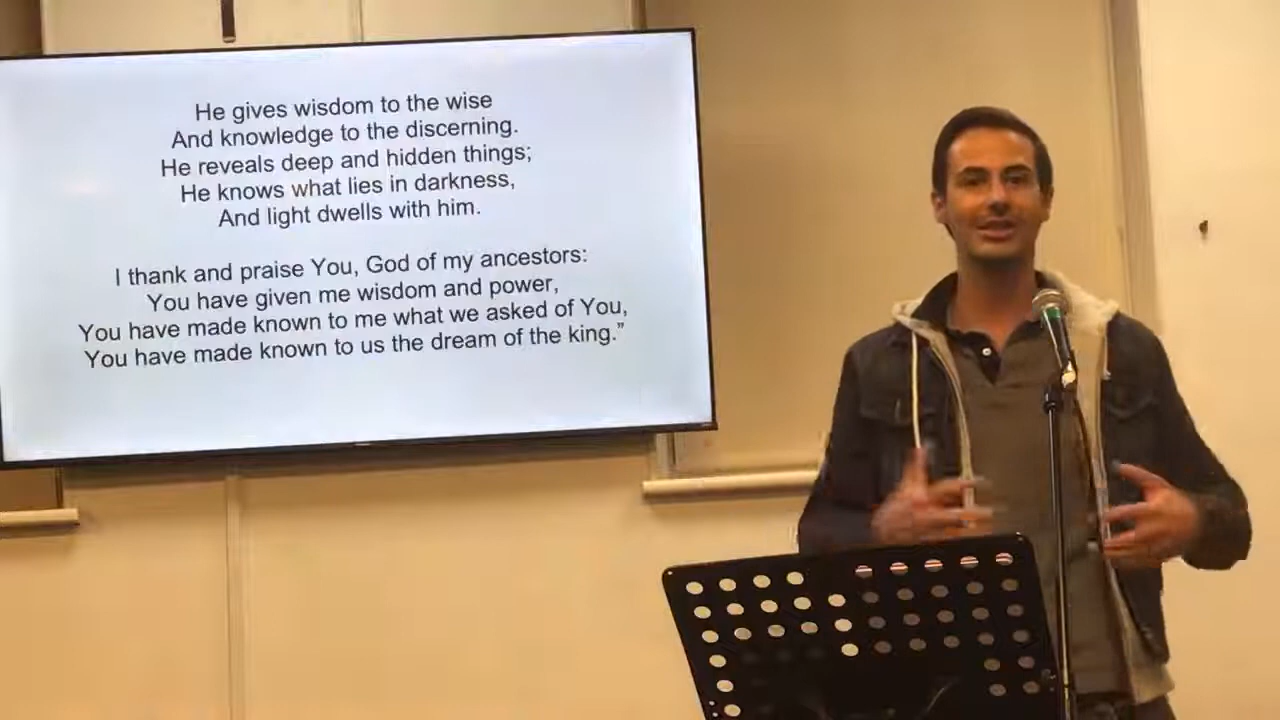 He gives wisdom to the wise
And knowledge to the discerning.
He reveals deep and hidden things;
He knows what lies in darkness,
And light dwells with him.
I thank and praise You, God of my ancestors:
You have given me wisdom and power,
You have made known to me what we asked of You,
You have made known to us the dream of the king.”